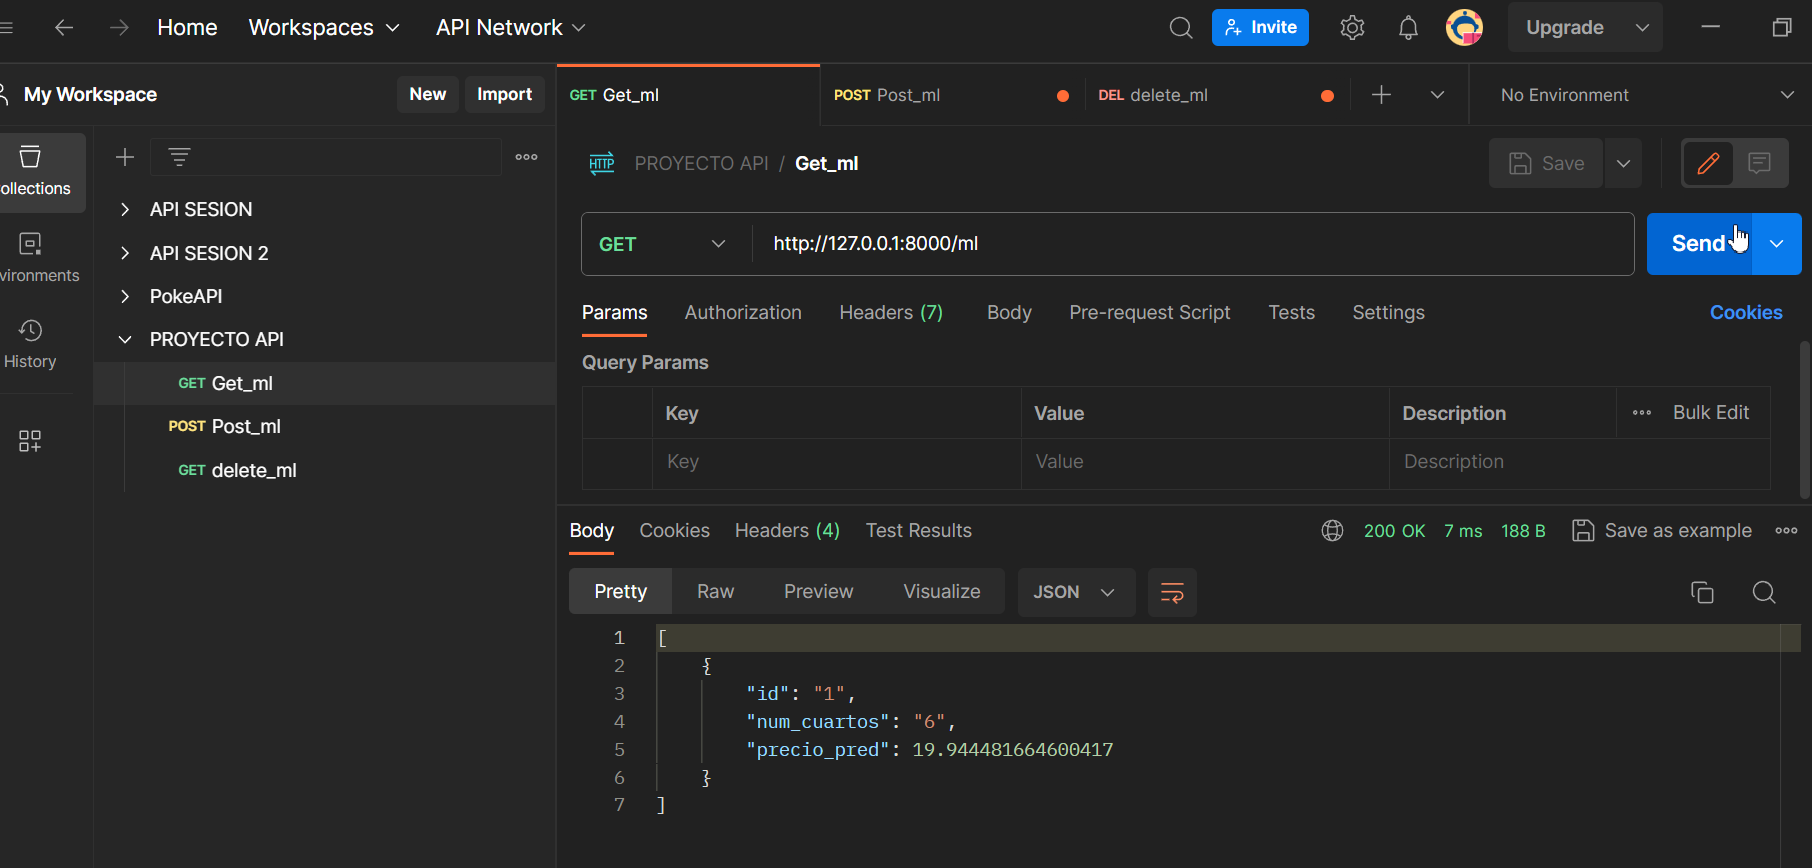 Home Workspaces API Network Invite Upgrade
My Workspace New Import GET Get_ml POST Post_ml DEL delete_ml No Environment
ollections
vironments
History
API SESION
API SESION 2
PokeAPI
PROYECTO API
GET Get_ml
POST Post_ml
GET delete_ml
HTTP PROYECTO API / Get_ml Save
GET http://127.0.0.1:8000/ml Send
Params Authorization Headers (7) Body Pre-request Script Tests Settings Cookies
Query Params
Key Value Description Bulk Edit
Key Value Description
Body Cookies Headers (4) Test Results 200 OK 7 ms 188 B Save as example
Pretty Raw Preview Visualize JSON
1 [
2 {
3 "id": "1",
4 "num_cuartos": "6",
5 "precio_pred": 19.944481664600417
6 }
7 ]